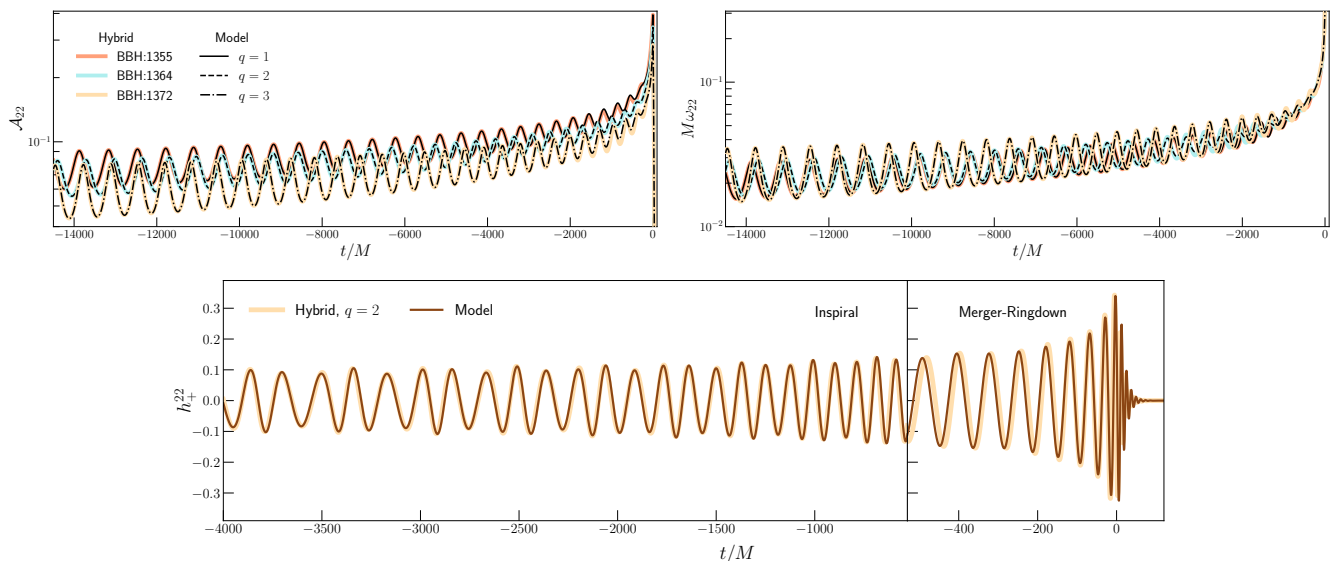 Hybrid Model
BBH:1355 q = 1
BBH:1364 q = 2
BBH:1372 q = 3
10⁻¹
𝒜₂₂
−14000 −12000 −10000 −8000 −6000 −4000 −2000 0
t/M
10⁻¹
10⁻²
Mω₂₂
−14000 −12000 −10000 −8000 −6000 −4000 −2000 0
t/M
Hybrid, q = 2 Model Inspiral Merger-Ringdown
0.3
0.2
0.1
0.0
−0.1
−0.2
−0.3
h₊²²
−4000 −3500 −3000 −2500 −2000 −1500 −1000 −400 −200 0
t/M